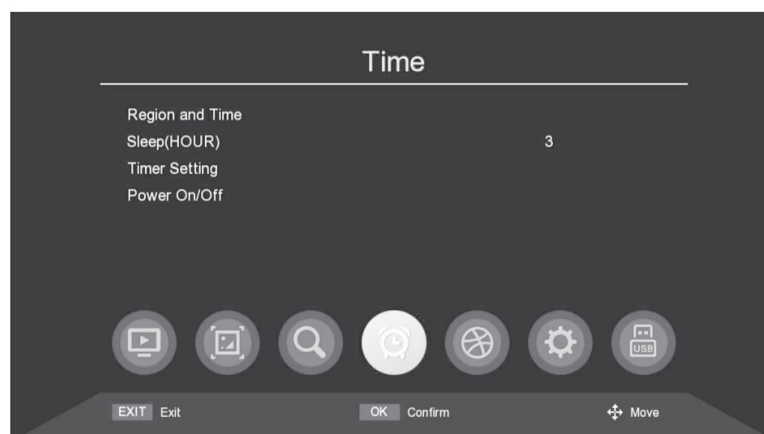 Time
Region and Time
Sleep(HOUR) 3
Timer Setting
Power On/Off
USB
EXIT Exit OK Confirm Move